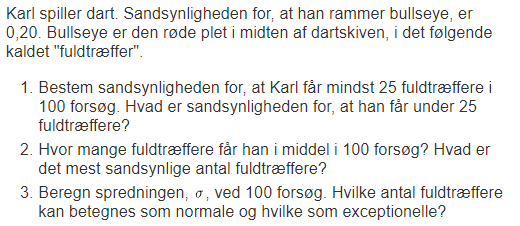 Karl spiller dart. Sandsynligheden for, at han rammer bullseye, er
0,20. Bullseye er den røde plet i midten af dartskiven, i det følgende
kaldet "fuldtræffer".
1. Bestem sandsynligheden for, at Karl får mindst 25 fuldtræffere i
100 forsøg. Hvad er sandsynligheden for, at han får under 25
fuldtræffere?
2. Hvor mange fuldtræffere får han i middel i 100 forsøg? Hvad er
det mest sandsynlige antal fuldtræffere?
3. Beregn spredningen, σ, ved 100 forsøg. Hvilke antal fuldtræffere
kan betegnes som normale og hvilke som exceptionelle?